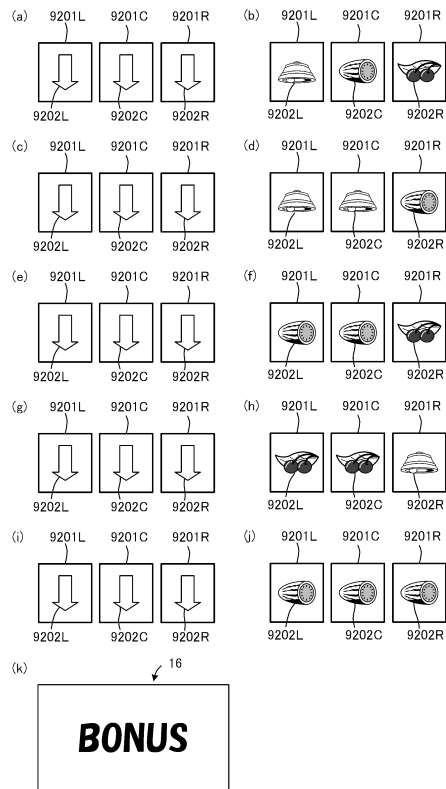 (a) 9201L 9201C 9201R
9202L 9202C 9202R
(b) 9201L 9201C 9201R
9202L 9202C 9202R
(c) 9201L 9201C 9201R
9202L 9202C 9202R
(d) 9201L 9201C 9201R
9202L 9202C 9202R
(e) 9201L 9201C 9201R
9202L 9202C 9202R
(f) 9201L 9201C 9201R
9202L 9202C 9202R
(g) 9201L 9201C 9201R
9202L 9202C 9202R
(h) 9201L 9201C 9201R
9202L 9202C 9202R
(i) 9201L 9201C 9201R
9202L 9202C 9202R
(j) 9201L 9201C 9201R
9202L 9202C 9202R
(k) 16
BONUS